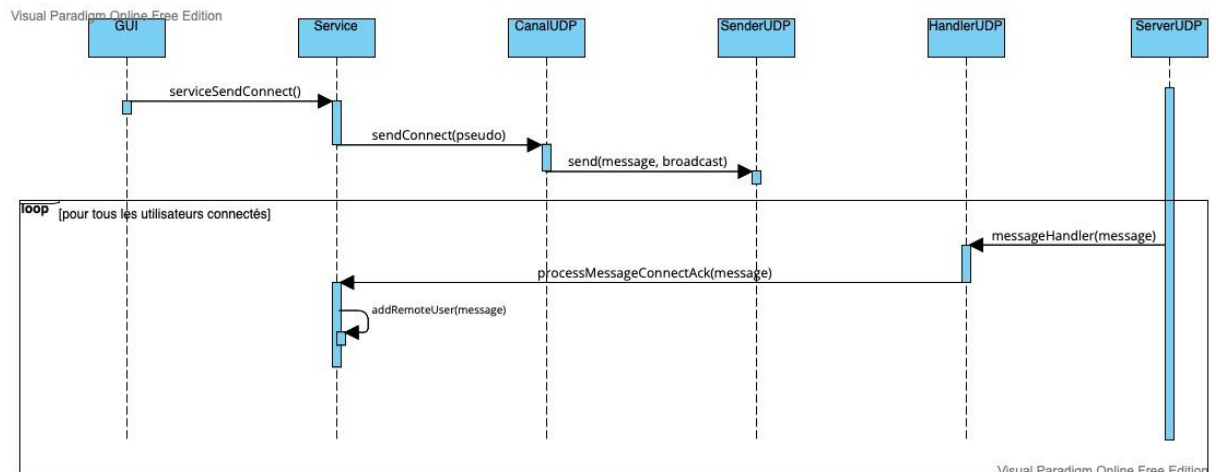 Visual Paradigm Online Free Edition
GUI
Service
CanalUDP
SenderUDP
HandlerUDP
ServerUDP
serviceSendConnect()
sendConnect(pseudo)
send(message, broadcast)
loop
[pour tous les utilisateurs connectés]
messageHandler(message)
processMessageConnectAck(message)
addRemoteUser(message)
Visual Paradigm Online Free Edition